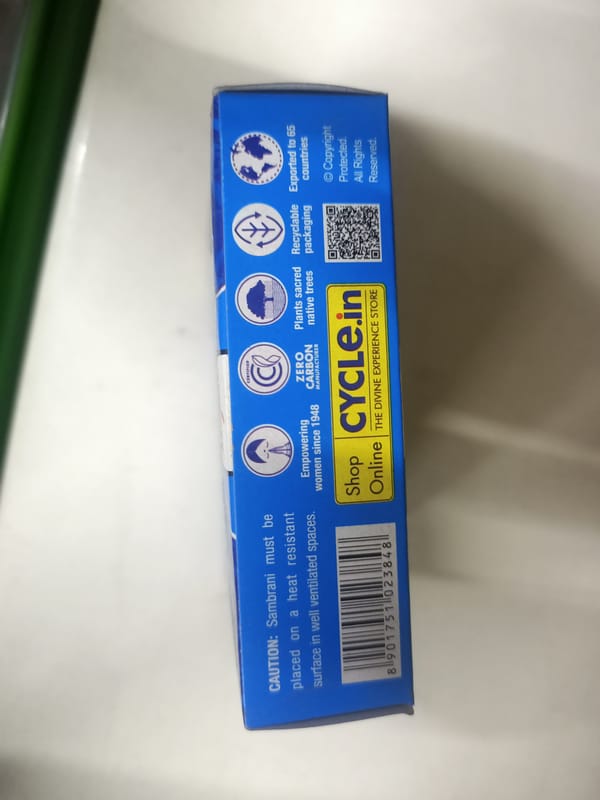 CAUTION: Sambrani must be
placed on a heat resistant
surface in well ventilated spaces.
8 901751 023848
Empowering
women since 1948
CERTIFIED
ZERO
CARBON
MANUFACTURER
Plants sacred
native trees
Recyclable
packaging
Exported to 65
countries
Shop
Online
CYCLE.in
THE DIVINE EXPERIENCE STORE
© Copyright
Protected.
All Rights
Reserved.